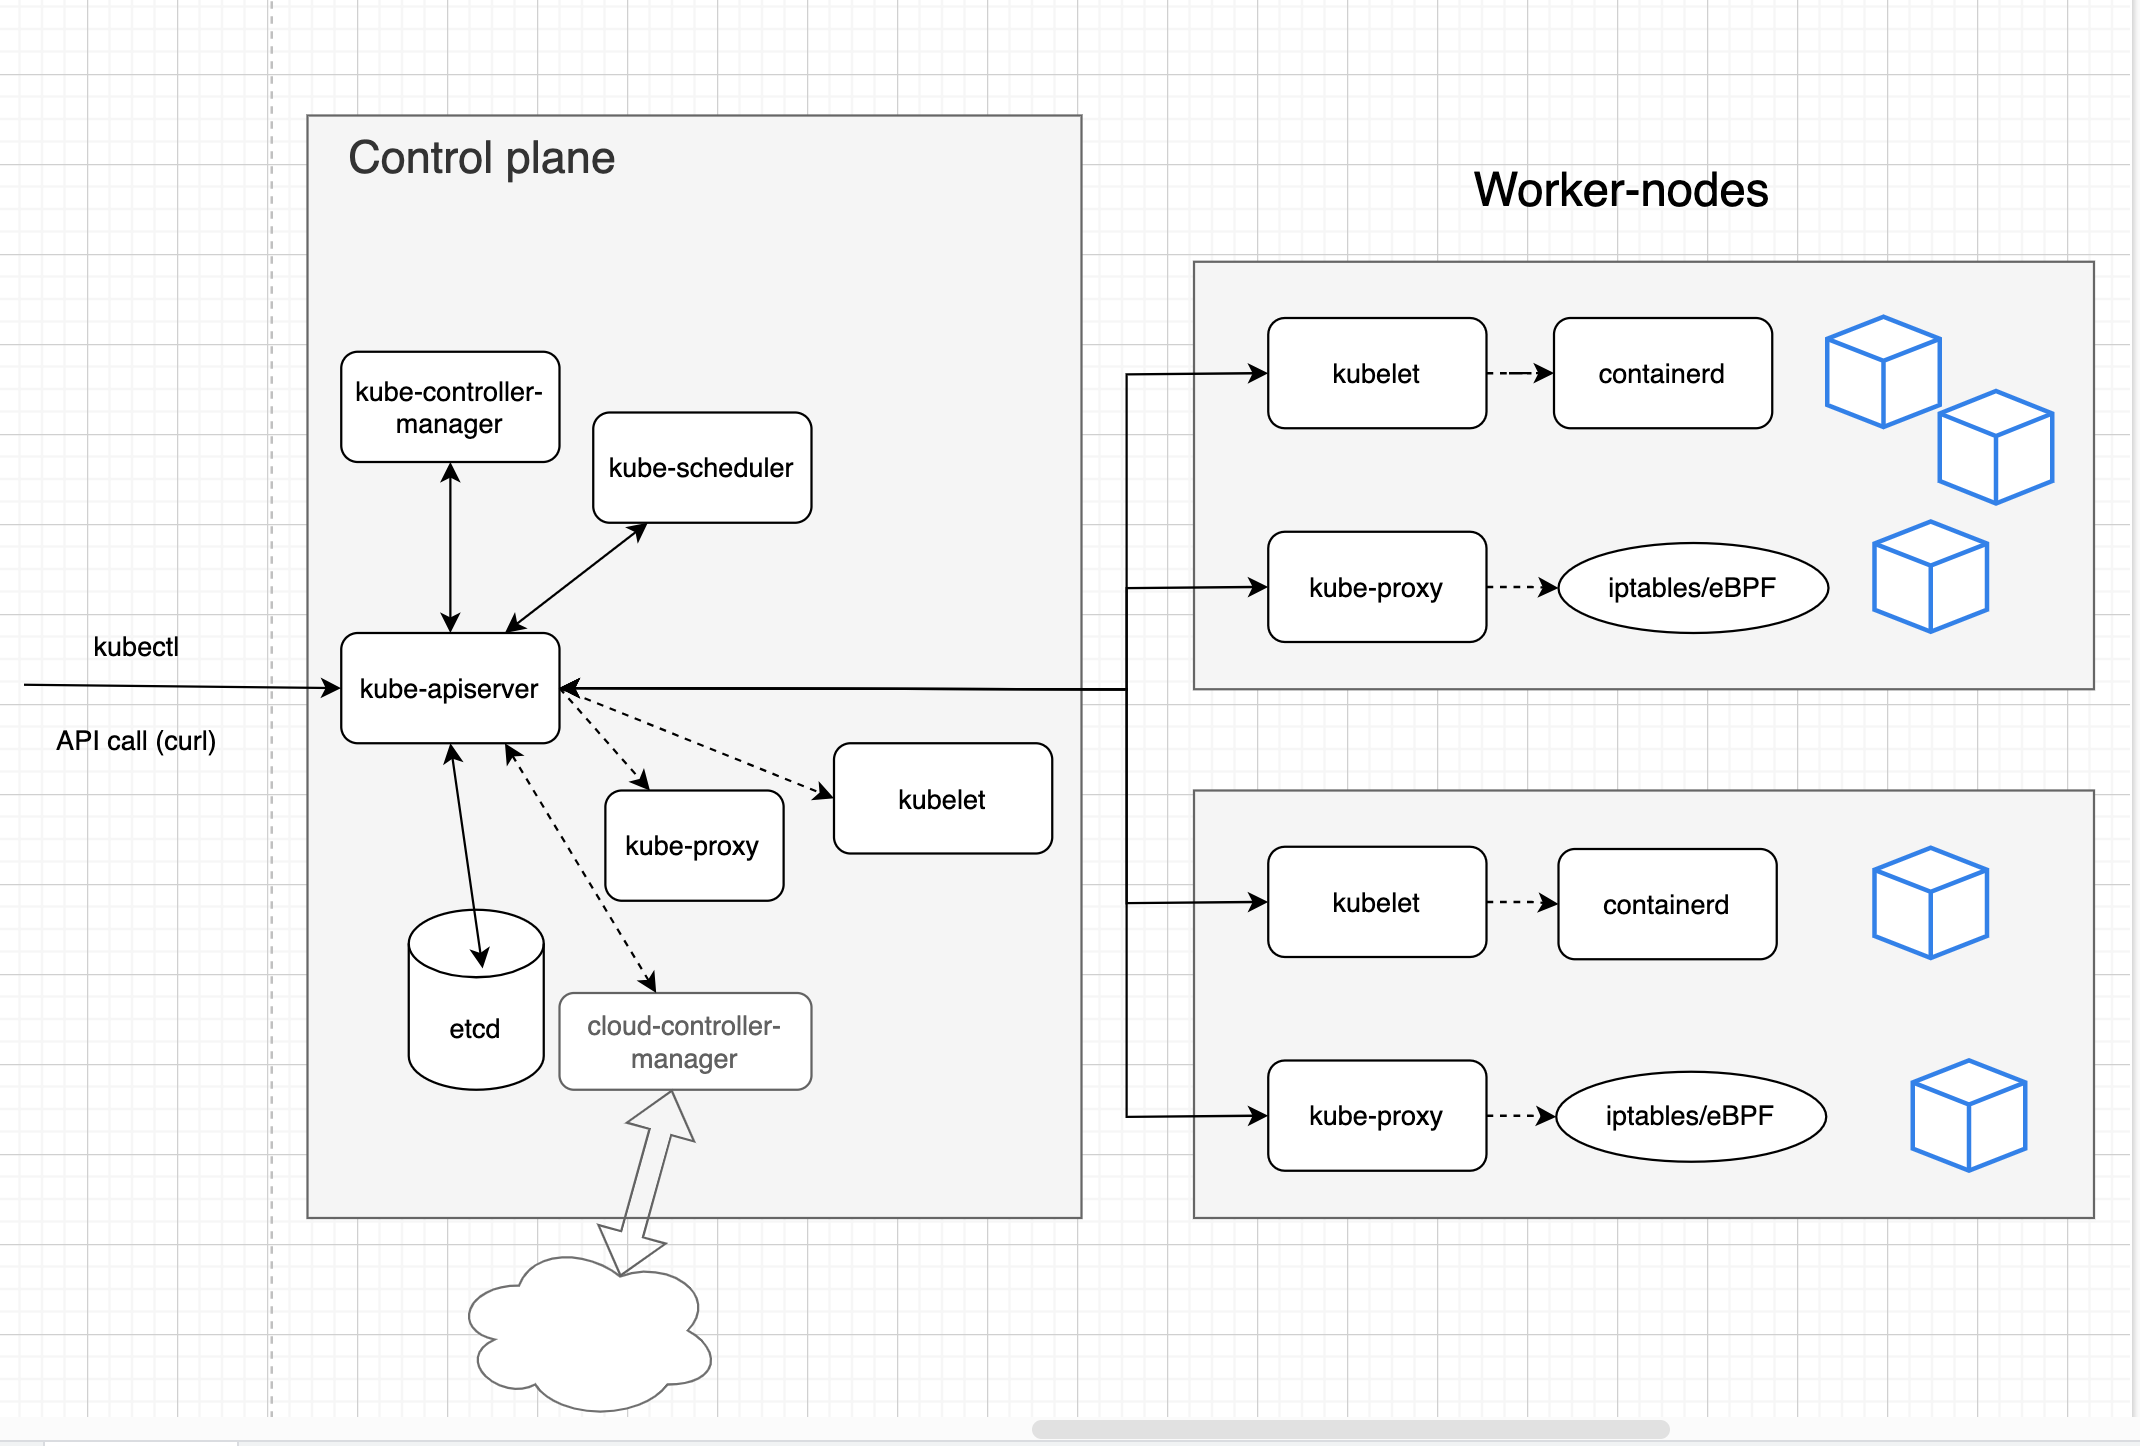 Control plane
Worker-nodes
kube-controller-
manager
kube-scheduler
kubectl
kube-apiserver
API call (curl)
kube-proxy
kubelet
etcd
cloud-controller-
manager
kubelet
containerd
kube-proxy
iptables/eBPF
kubelet
containerd
kube-proxy
iptables/eBPF